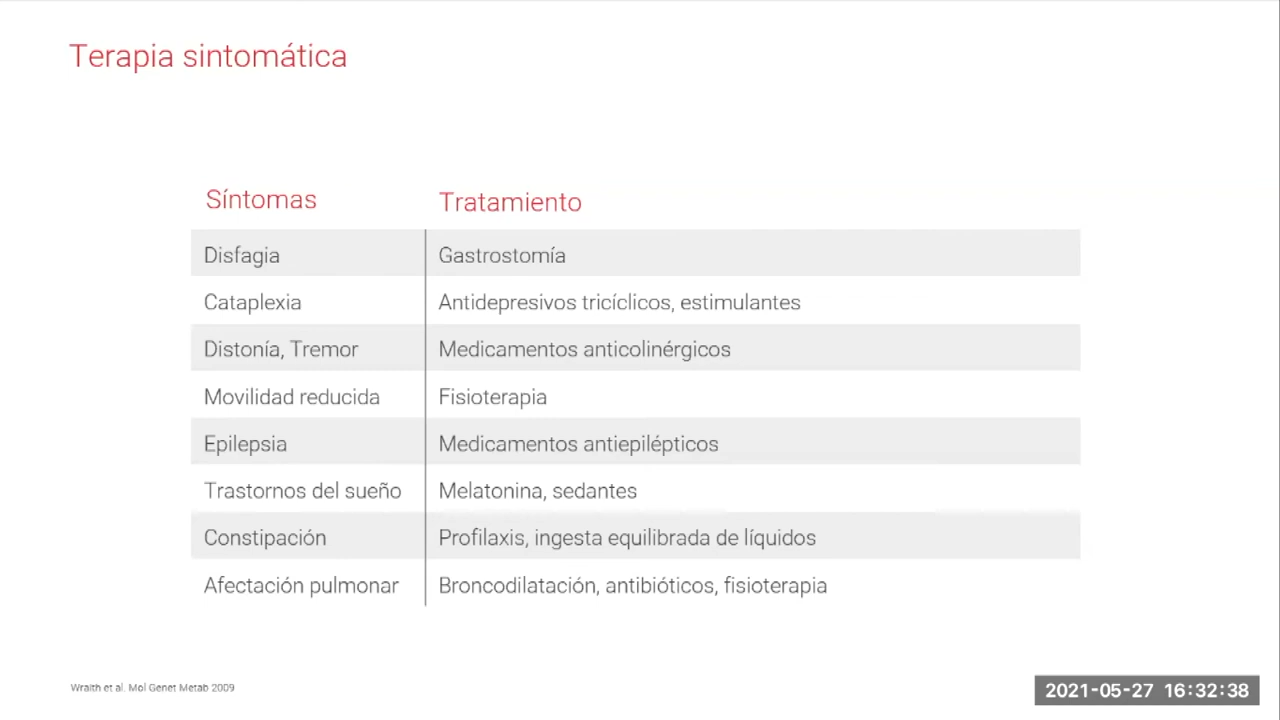 Terapia sintomática
Síntomas Tratamiento
Disfagia Gastrostomía
Cataplexia Antidepresivos tricíclicos, estimulantes
Distonía, Tremor Medicamentos anticolinérgicos
Movilidad reducida Fisioterapia
Epilepsia Medicamentos antiepilépticos
Trastornos del sueño Melatonina, sedantes
Constipación Profilaxis, ingesta equilibrada de líquidos
Afectación pulmonar Broncodilatación, antibióticos, fisioterapia
Wraith et al. Mol Genet Metab 2009
2021-05-27 16:32:38